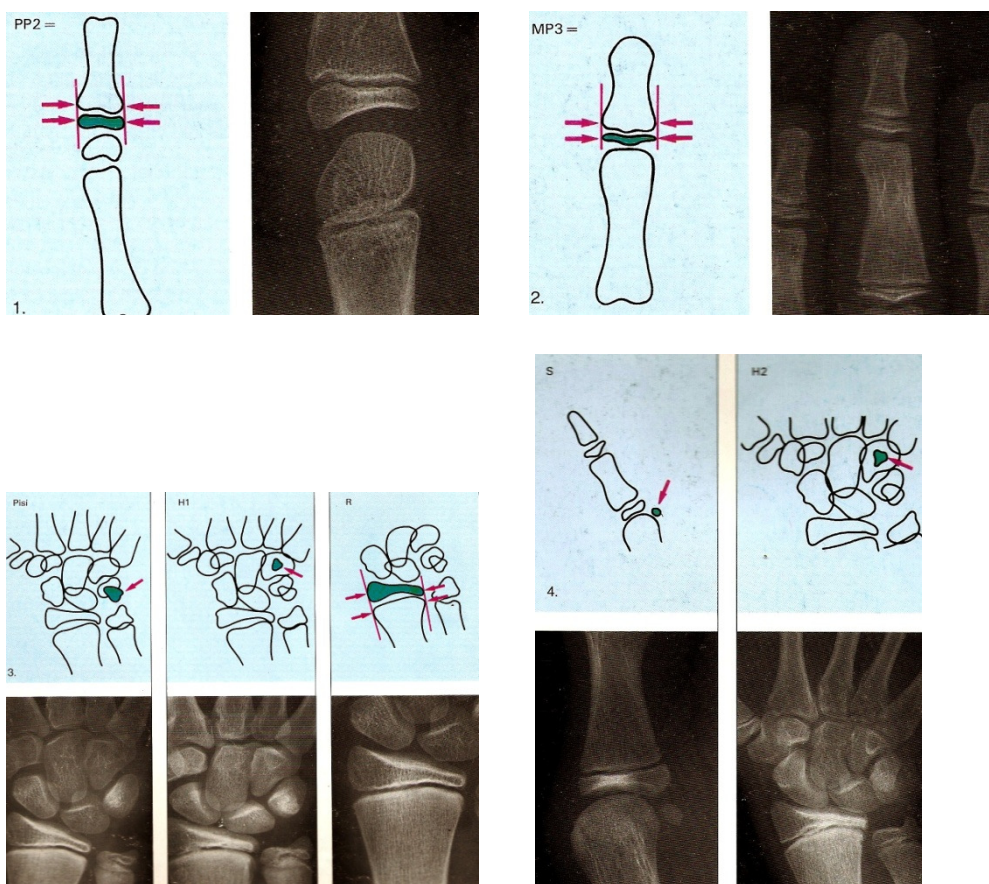 PP2 =
1.
MP3 =
2.
Pisi
H1
R
3.
S
H2
4.